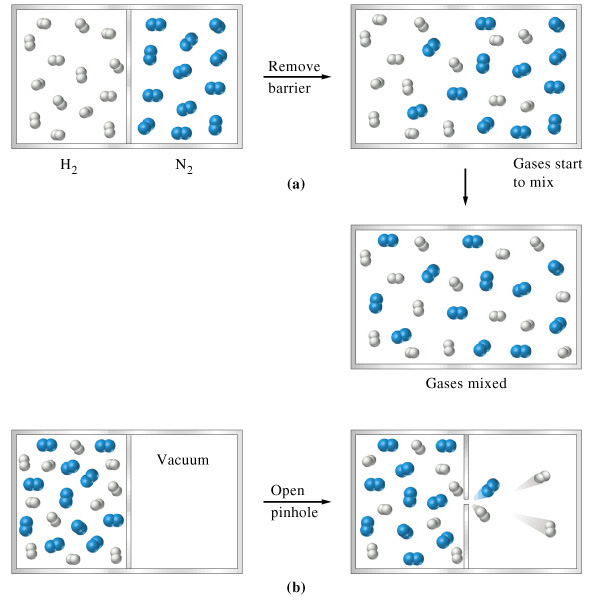 Remove
barrier
H2
N2
(a)
Gases start
to mix
Gases mixed
Vacuum
Open
pinhole
(b)